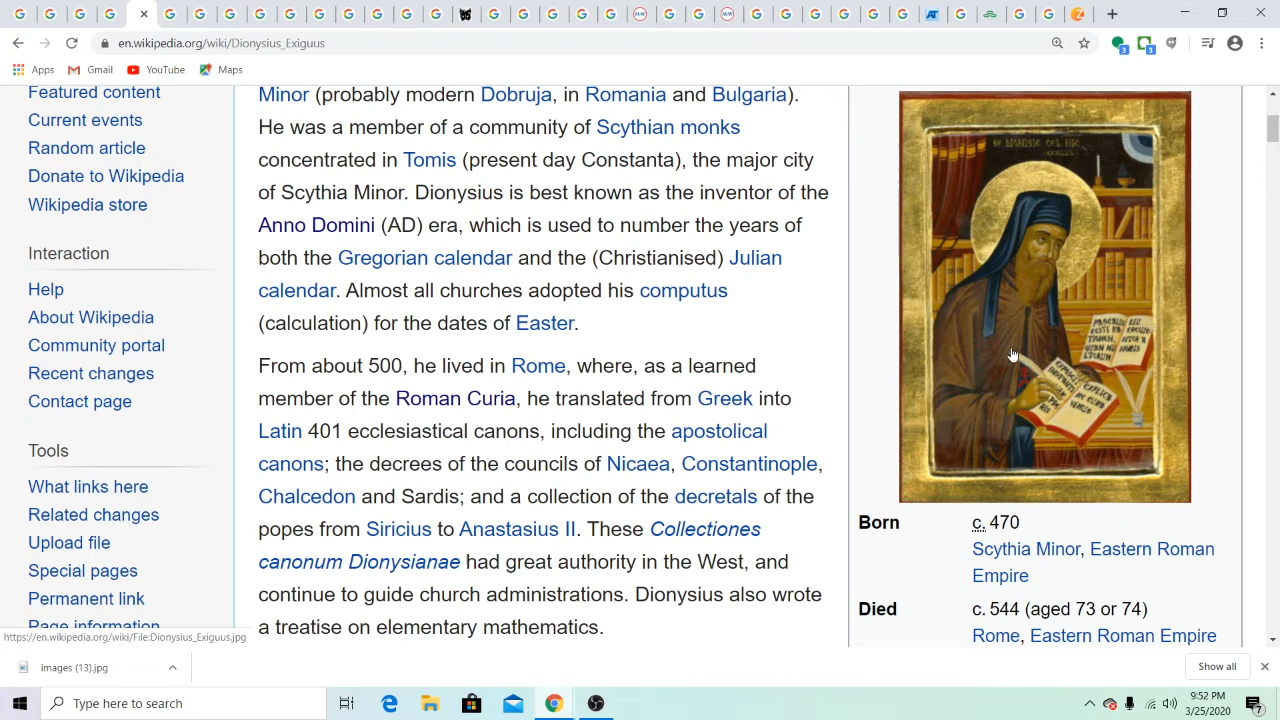 en.wikipedia.org/wiki/Dionysius_Exiguus
3
3
Apps
Gmail
YouTube
Maps
Featured content
Current events
Random article
Donate to Wikipedia
Wikipedia store
Interaction
Help
About Wikipedia
Community portal
Recent changes
Contact page
Tools
What links here
Related changes
Upload file
Special pages
Permanent link
Page information
Minor (probably modern Dobruja, in Romania and Bulgaria).
He was a member of a community of Scythian monks
concentrated in Tomis (present day Constanta), the major city
of Scythia Minor. Dionysius is best known as the inventor of the
Anno Domini (AD) era, which is used to number the years of
both the Gregorian calendar and the (Christianised) Julian
calendar. Almost all churches adopted his computus
(calculation) for the dates of Easter.
From about 500, he lived in Rome, where, as a learned
member of the Roman Curia, he translated from Greek into
Latin 401 ecclesiastical canons, including the apostolical
canons; the decrees of the councils of Nicaea, Constantinople,
Chalcedon and Sardis; and a collection of the decretals of the
popes from Siricius to Anastasius II. These Collectiones
canonum Dionysianae had great authority in the West, and
continue to guide church administrations. Dionysius also wrote
a treatise on elementary mathematics.
Born
c. 470
Scythia Minor, Eastern Roman
Empire
Died
c. 544 (aged 73 or 74)
Rome, Eastern Roman Empire
https://en.wikipedia.org/wiki/File:Dionysius_Exiguus.jpg
images (13).jpg
Show all
Type here to search
9:52 PM
3/25/2020
7